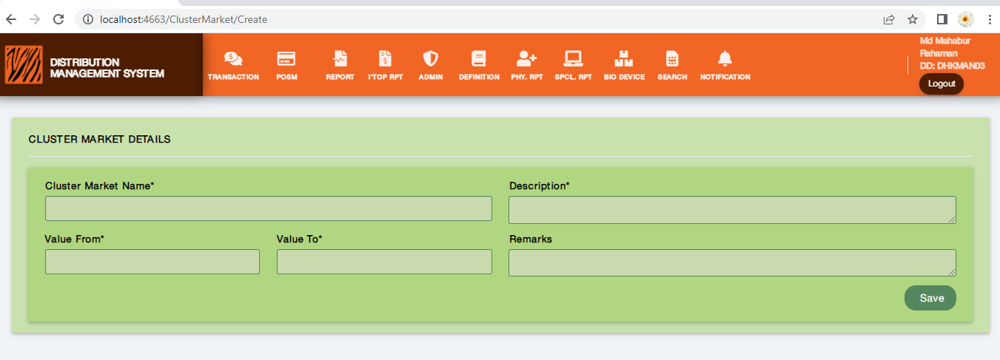 localhost:4663/ClusterMarket/Create
DISTRIBUTION
MANAGEMENT SYSTEM
TRANSACTION POSM REPORT I'TOP RPT ADMIN DEFINITION PHY. RPT SPCL. RPT BIO DEVICE SEARCH NOTIFICATION
Md Mahabur
Rahaman
DD: DHKMAN03
Logout
CLUSTER MARKET DETAILS
Cluster Market Name* Description*
Value From* Value To* Remarks
Save